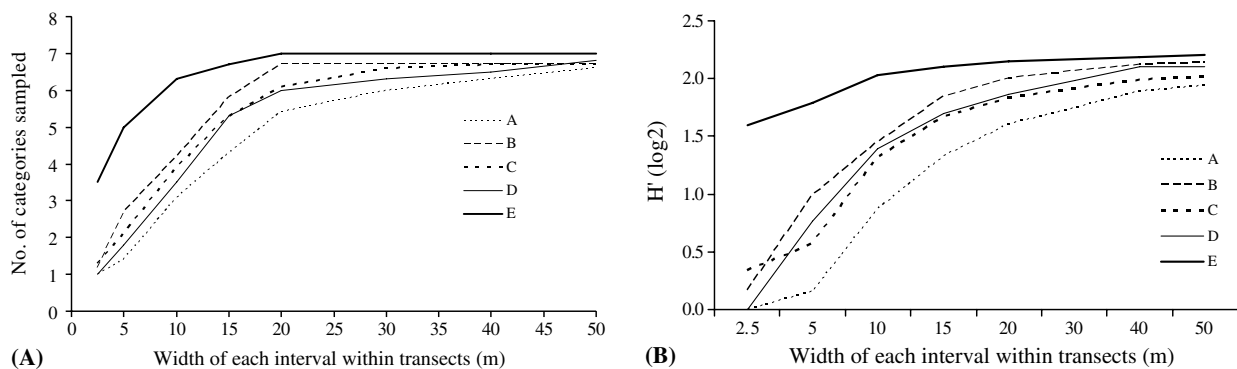 8
7
6
5
4
3
2
1
0
No. of categories sampled
A
B
C
D
E
0 5 10 15 20 25 30 35 40 45 50
Width of each interval within transects (m)
(A)
2.5
2.0
1.5
1.0
0.5
0.0
H' (log2)
A
B
C
D
E
2.5 5 10 15 20 30 40 50
Width of each interval within transects (m)
(B)